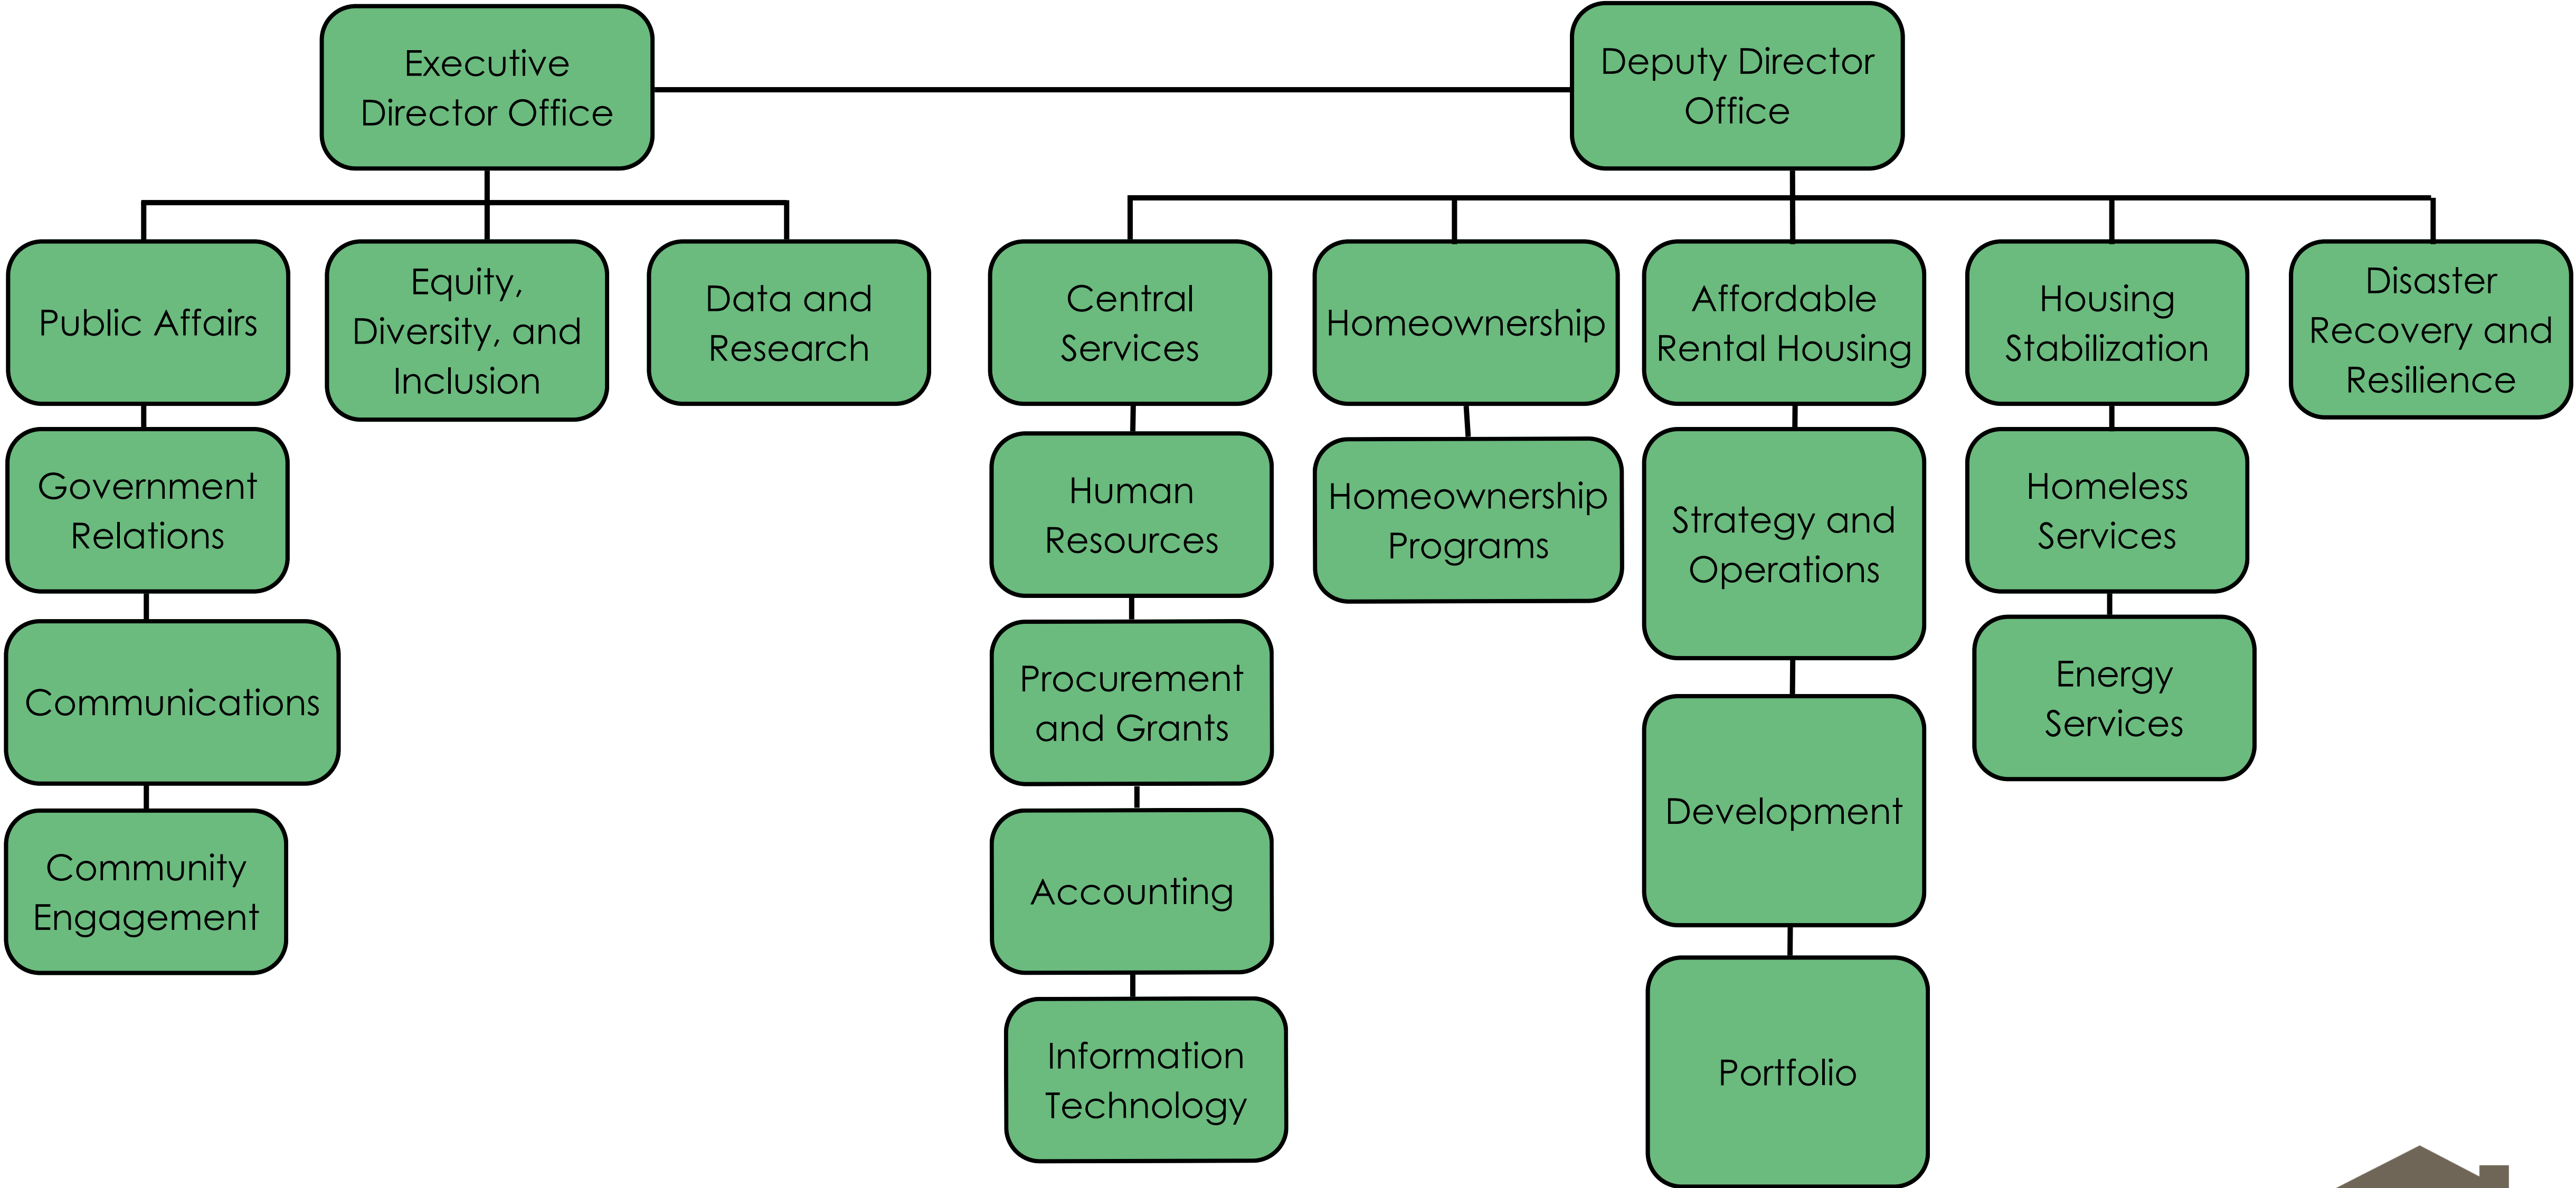 Executive
Director Office
Deputy Director
Office
Public Affairs
Equity,
Diversity, and
Inclusion
Data and
Research
Central
Services
Homeownership
Affordable
Rental Housing
Housing
Stabilization
Disaster
Recovery and
Resilience
Government
Relations
Human
Resources
Homeownership
Programs
Strategy and
Operations
Homeless
Services
Communications
Procurement
and Grants
Energy
Services
Development
Community
Engagement
Accounting
Information
Technology
Portfolio